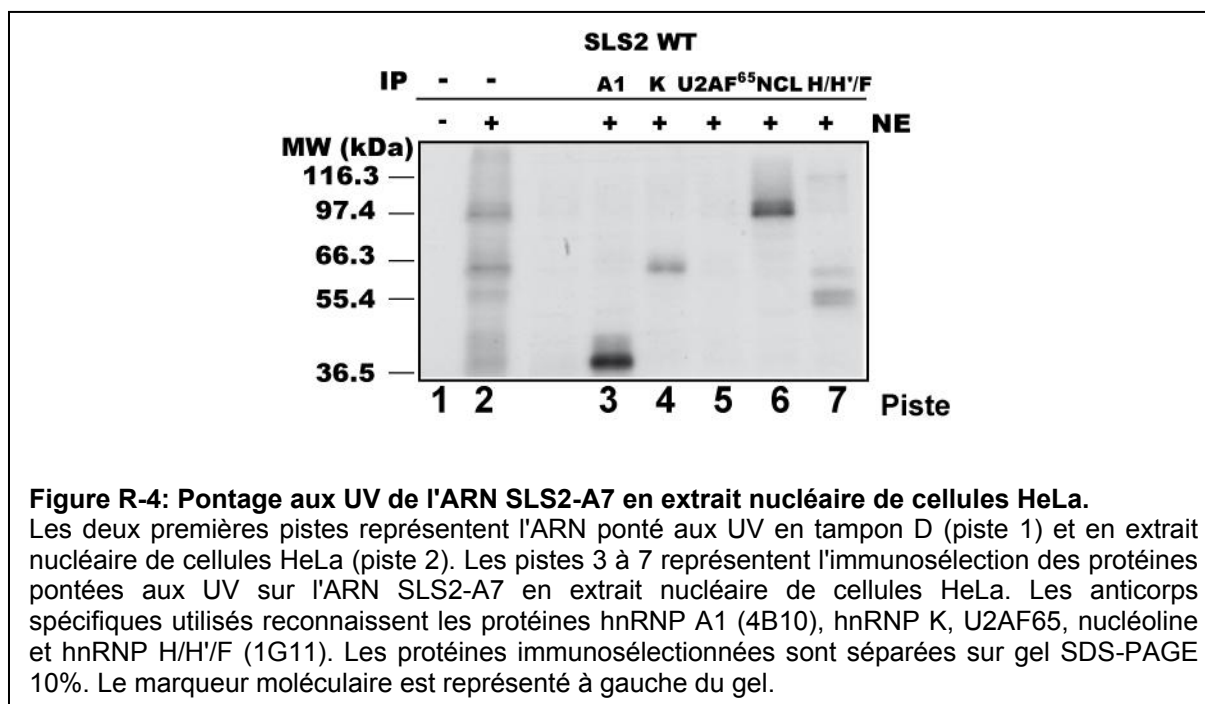 SLS2 WT
IP - - A1 K U2AF⁶⁵ NCL H/H'/F
- + + + + + + NE
MW (kDa)
116.3
97.4
66.3
55.4
36.5
1 2 3 4 5 6 7 Piste
Figure R-4: Pontage aux UV de l'ARN SLS2-A7 en extrait nucléaire de cellules HeLa.
Les deux premières pistes représentent l'ARN ponté aux UV en tampon D (piste 1) et en extrait
nucléaire de cellules HeLa (piste 2). Les pistes 3 à 7 représentent l'immunosélection des protéines
pontées aux UV sur l'ARN SLS2-A7 en extrait nucléaire de cellules HeLa. Les anticorps
spécifiques utilisés reconnaissent les protéines hnRNP A1 (4B10), hnRNP K, U2AF65, nucléoline
et hnRNP H/H'/F (1G11). Les protéines immunosélectionnées sont séparées sur gel SDS-PAGE
10%. Le marqueur moléculaire est représenté à gauche du gel.